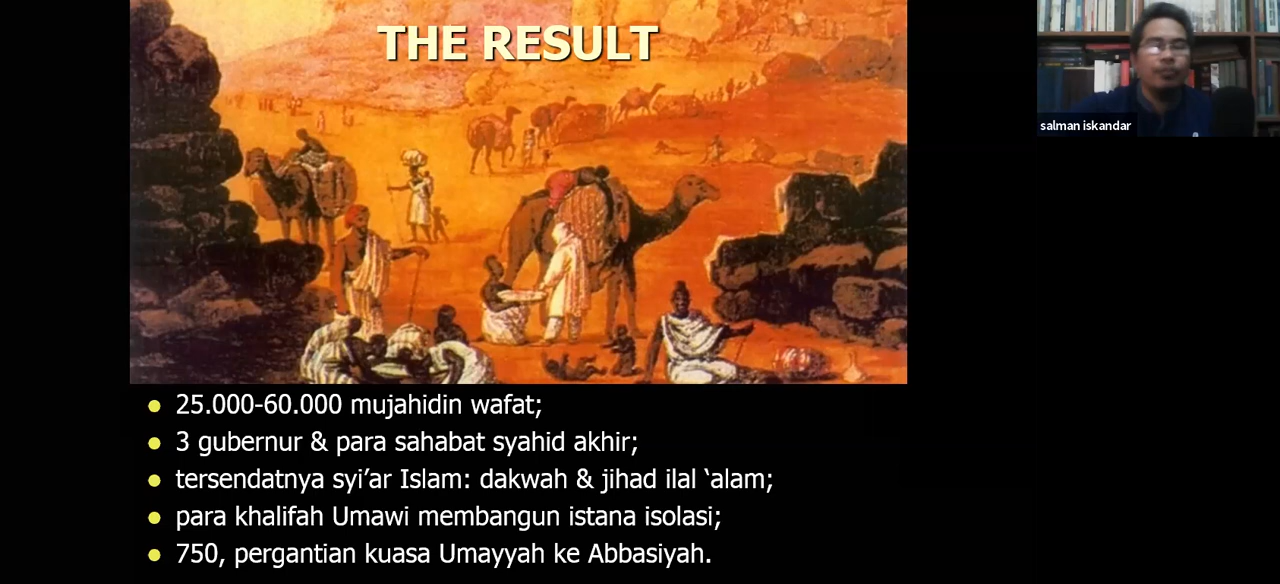 THE RESULT
salman iskandar
25.000-60.000 mujahidin wafat;
3 gubernur & para sahabat syahid akhir;
tersendatnya syi’ar Islam: dakwah & jihad ilal ‘alam;
para khalifah Umawi membangun istana isolasi;
750, pergantian kuasa Umayyah ke Abbasiyah.